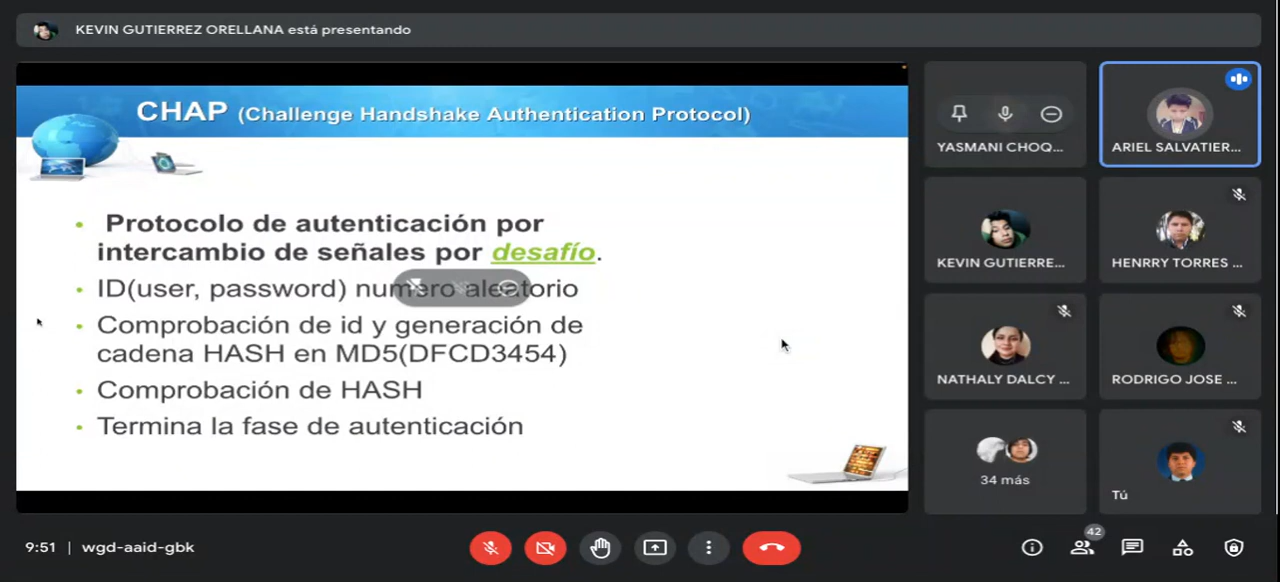 KEVIN GUTIERREZ ORELLANA está presentando
CHAP (Challenge Handshake Authentication Protocol)
• Protocolo de autenticación por
intercambio de señales por desafío.
• ID(user, password) numero aleatorio
• Comprobación de id y generación de
cadena HASH en MD5(DFCD3454)
• Comprobación de HASH
• Termina la fase de autenticación
YASMANI CHOQ...
ARIEL SALVATIER...
KEVIN GUTIERRE...
HENRRY TORRES ...
NATHALY DALCY ...
RODRIGO JOSE ...
34 más
Tú
9:51 | wgd-aaid-gbk
42